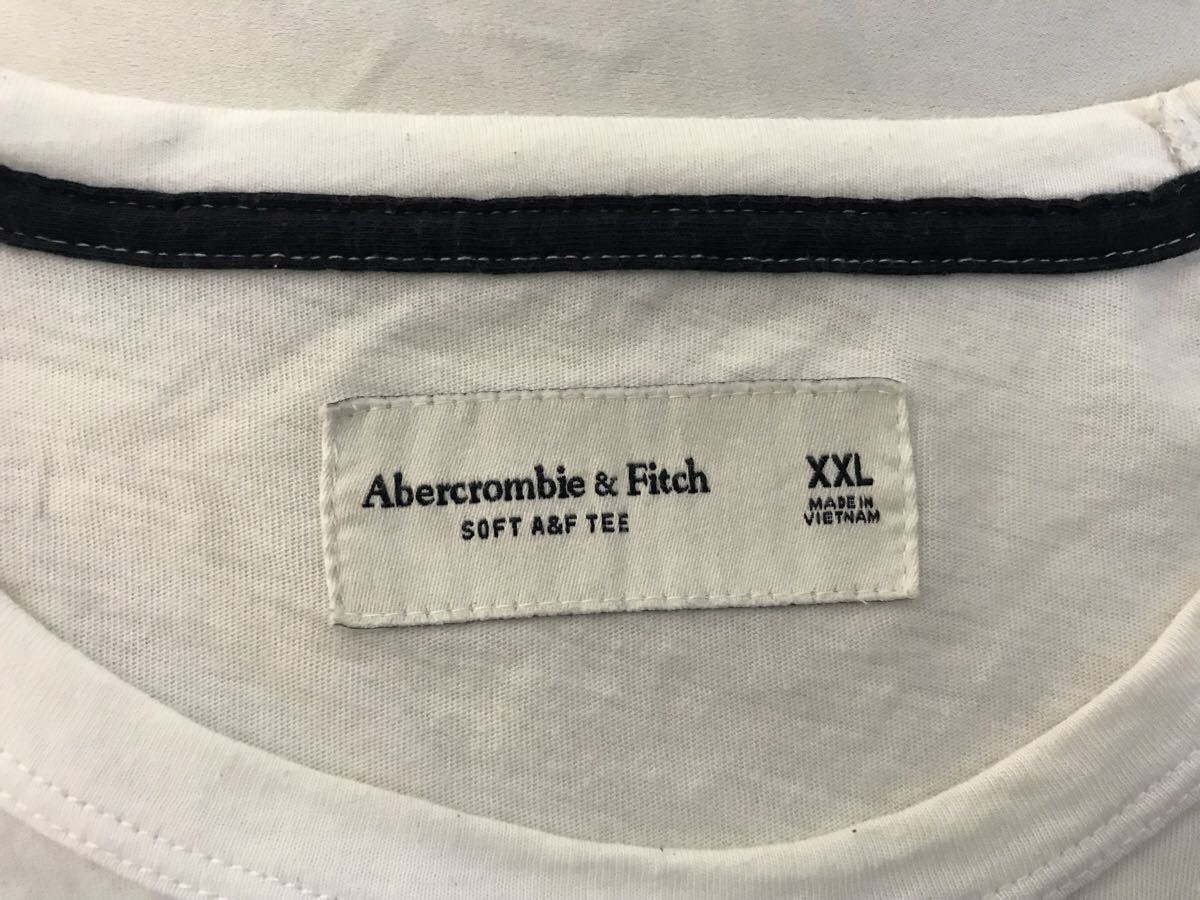 Abercrombie & Fitch
SOFT A&F TEE
XXL
MADE IN
VIETNAM